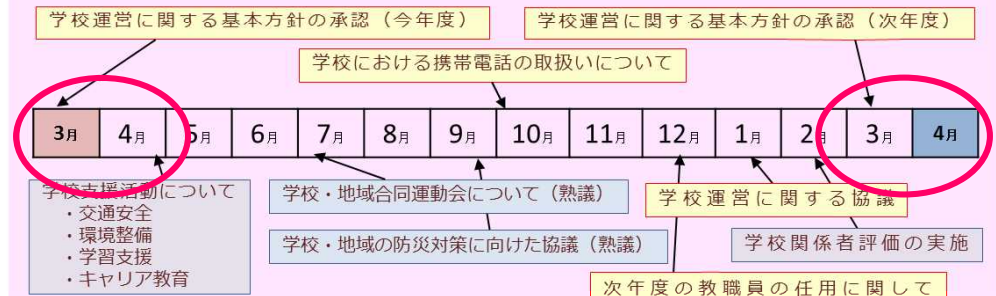 学校運営に関する基本方針の承認（今年度）
学校運営に関する基本方針の承認（次年度）
学校における携帯電話の取扱いについて
3月 4月 5月 6月 7月 8月 9月 10月 11月 12月 1月 2月 3月 4月
学校支援活動について
・交通安全
・環境整備
・学習支援
・キャリア教育
学校・地域合同運動会について（熟議）
学校・地域の防災対策に向けた協議（熟議）
学校運営に関する協議
学校関係者評価の実施
次年度の教職員の任用に関して